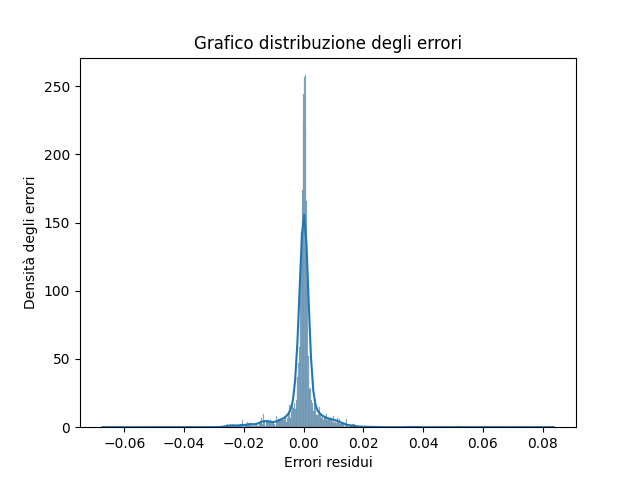 Grafico distribuzione degli errori
Densità degli errori
250
200
150
100
50
0
−0.06 −0.04 −0.02 0.00 0.02 0.04 0.06 0.08
Errori residui